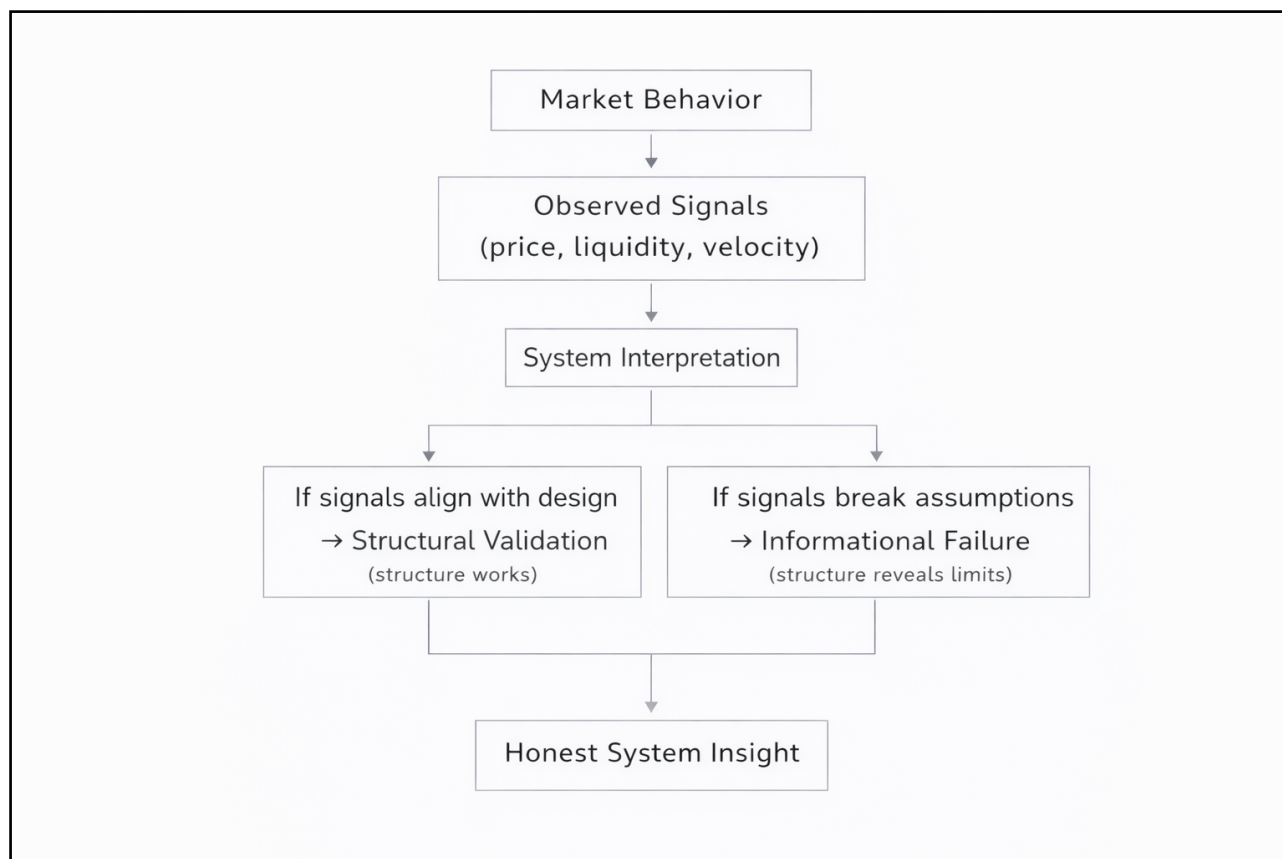 Market Behavior
Observed Signals
(price, liquidity, velocity)
System Interpretation
If signals align with design
→ Structural Validation
(structure works)
If signals break assumptions
→ Informational Failure
(structure reveals limits)
Honest System Insight